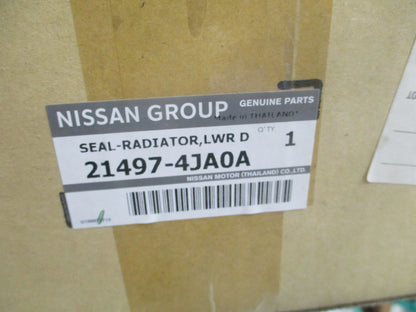 NISSAN GROUP GENUINE PARTS
Made in THAILAND*
SEAL-RADIATOR,LWR D Q'TY 1
21497-4JA0A
NISSAN MOTOR (THAILAND) CO.,LTD.